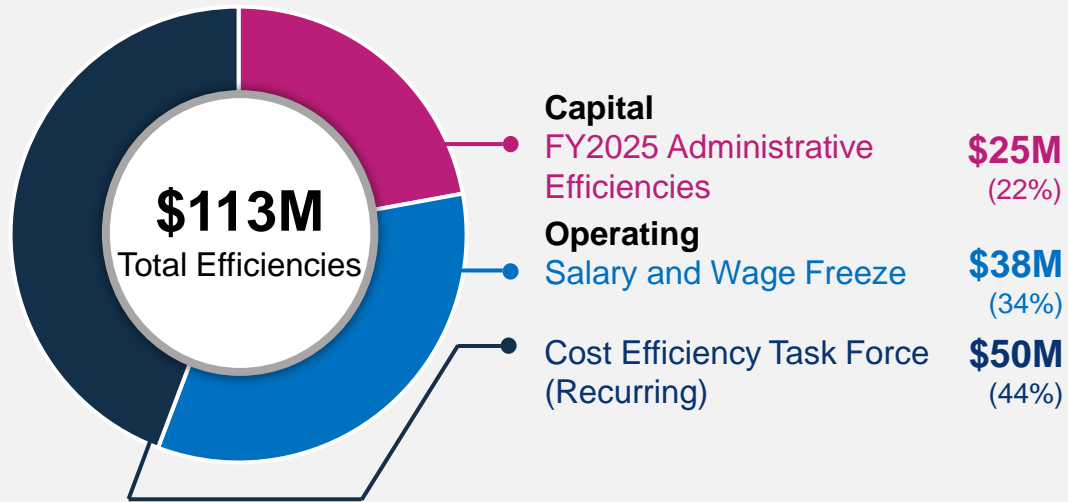 $113M
Total Efficiencies
Capital
FY2025 Administrative
Efficiencies
$25M
(22%)
Operating
Salary and Wage Freeze
$38M
(34%)
Cost Efficiency Task Force
(Recurring)
$50M
(44%)